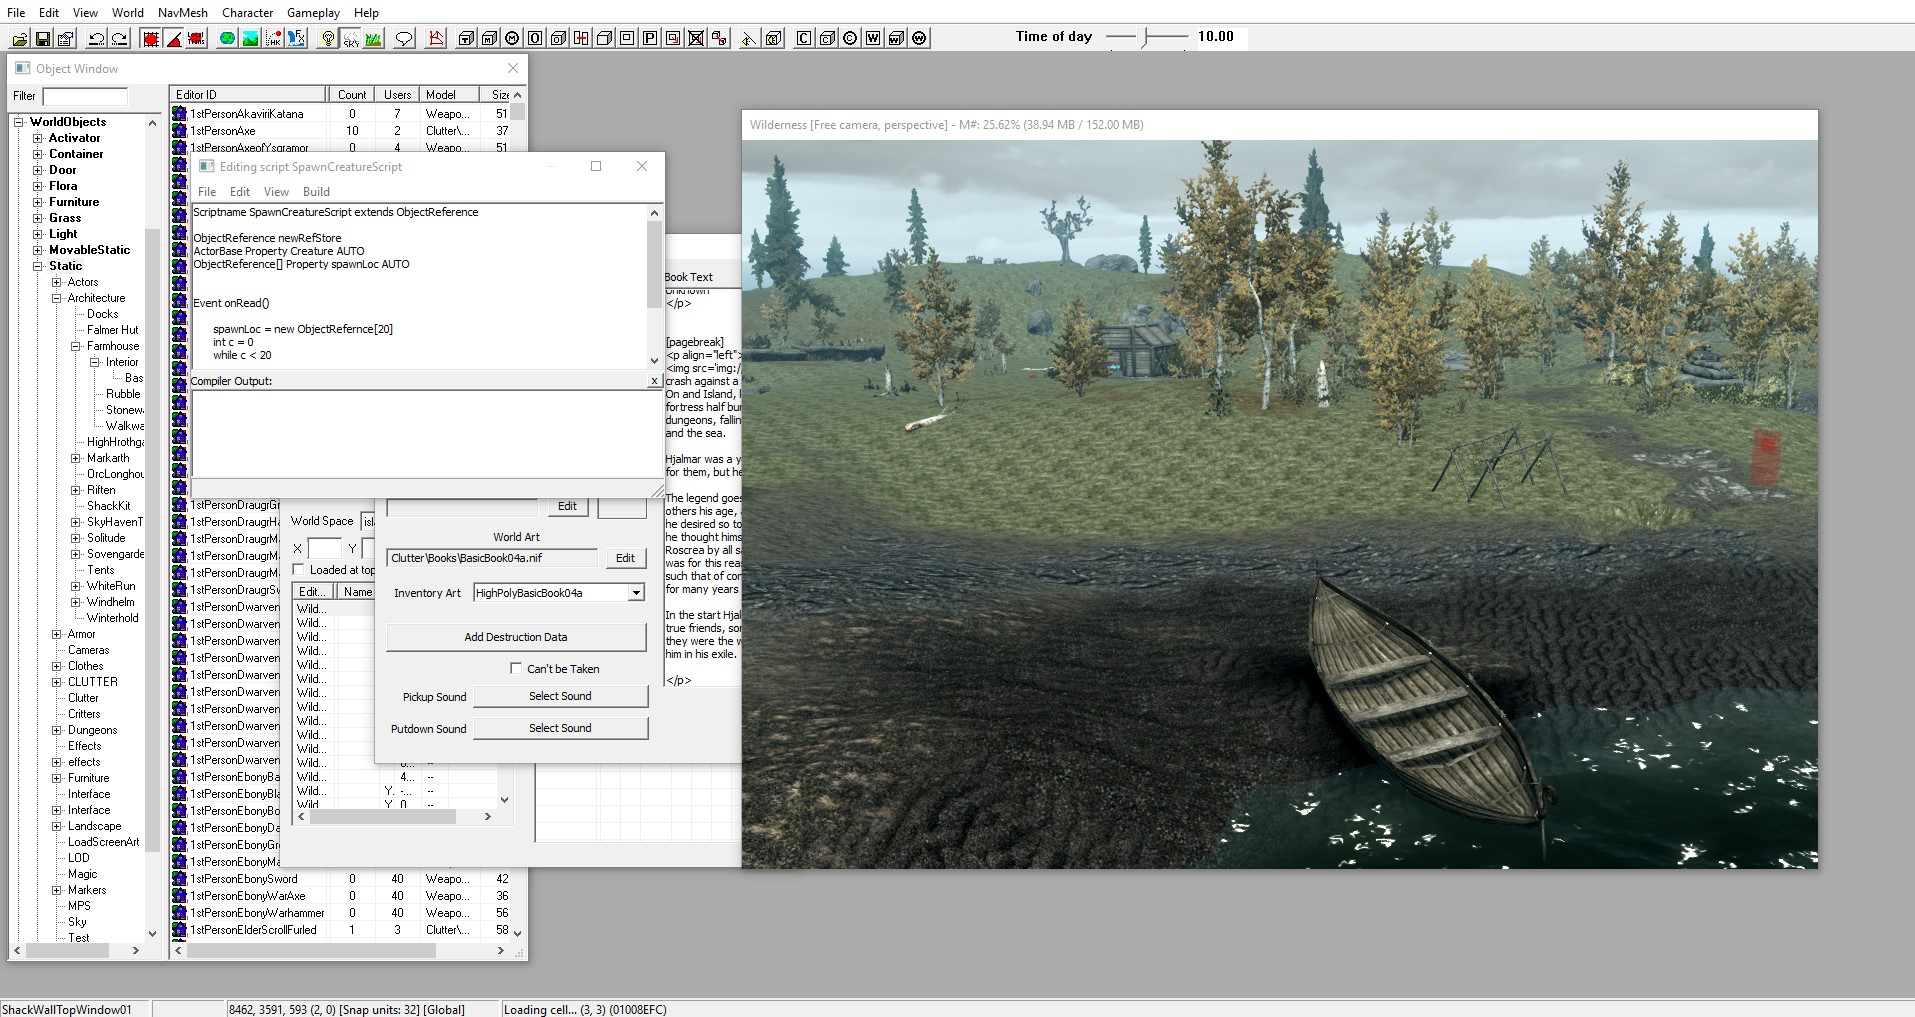 File Edit View World NavMesh Character Gameplay Help
Time of day 10.00
Object Window
Filter
WorldObjects
Activator
Container
Door
Flora
Furniture
Grass
Light
MovableStatic
Static
Actors
Architecture
Docks
Falmer Hut
Farmhouse
Interior
Bas
Rubble
Stonew
Walkwa
HighHrothga
Markarth
OrcLonghou
Riften
ShackKit
SkyHavenT
Solitude
Sovengarde
Tents
WhiteRun
Windhelm
Winterhold
Armor
Cameras
Clothes
CLUTTER
Clutter
Critters
Dungeons
Effects
effects
Furniture
Interface
Interface
Landscape
LoadScreenArt
LOD
Magic
Markers
MPS
Sky
Test
Editor ID Count Users Model Size
1stPersonAkaviriKatana 0 7 Weapo... 51
1stPersonAxe 10 2 Clutter\... 37
1stPersonAxeofYsgramor 0 4 Weapo... 51
Editing script SpawnCreatureScript
File Edit View Build
Scriptname SpawnCreatureScript extends ObjectReference
ObjectReference newRefStore
ActorBase Property Creature AUTO
ObjectReference[] Property spawnLoc AUTO
Event onRead()
spawnLoc = new ObjectRefernce[20]
int c = 0
while c < 20
Compiler Output:
x
1stPersonDraugrGr
1stPersonDraugrHa
1stPersonDraugrM
1stPersonDraugrM
1stPersonDraugrM
1stPersonDraugrSw
1stPersonDwarven
1stPersonDwarven
1stPersonDwarven
1stPersonDwarven
1stPersonDwarven
1stPersonDwarven
1stPersonDwarven
1stPersonDwarven
1stPersonDwarven
1stPersonDwarven
1stPersonEbonyBa
1stPersonEbonyBla
1stPersonEbonyBo
1stPersonEbonyDa
1stPersonEbonyGre
1stPersonEbonyMa
1stPersonEbonySword 0 40 Weapo... 42
1stPersonEbonyWarAxe 0 40 Weapo... 36
1stPersonEbonyWarhammer 0 40 Weapo... 56
1stPersonElderScrollFurled 1 3 Clutter\... 58
World Space isl
X Y
Loaded at top
Edit... Name
Wild...
Wild...
Wild...
Wild...
Wild...
Wild...
Wild...
Wild...
Wild...
Wild...
Wild...
Wild...
Wild... 4... --
Wild... Y. -... --
Wild Y 0 --
Edit
World Art
Clutter\Books\BasicBook04a.nif Edit
Inventory Art HighPolyBasicBook04a
Add Destruction Data
Can't be Taken
Pickup Sound Select Sound
Putdown Sound Select Sound
Book Text
unknown
</p>
[pagebreak]
<p align="left">
<img src='img:/
crash against a
On and Island, l
fortress half bur
dungeons, fallin
and the sea.
Hjalmar was a y
for them, but he
The legend goes
others his age, a
he desired so to
he thought hims
Roscrea by all sa
was for this reas
such that of con
for many years
In the start Hjal
true friends, son
they were the w
him in his exile.
</p>
Wilderness [Free camera, perspective] - M#: 25.62% (38.94 MB / 152.00 MB)
ShackWallTopWindow01
8462, 3591, 593 (2, 0) [Snap units: 32] [Global]
Loading cell... (3, 3) (01008EFC)